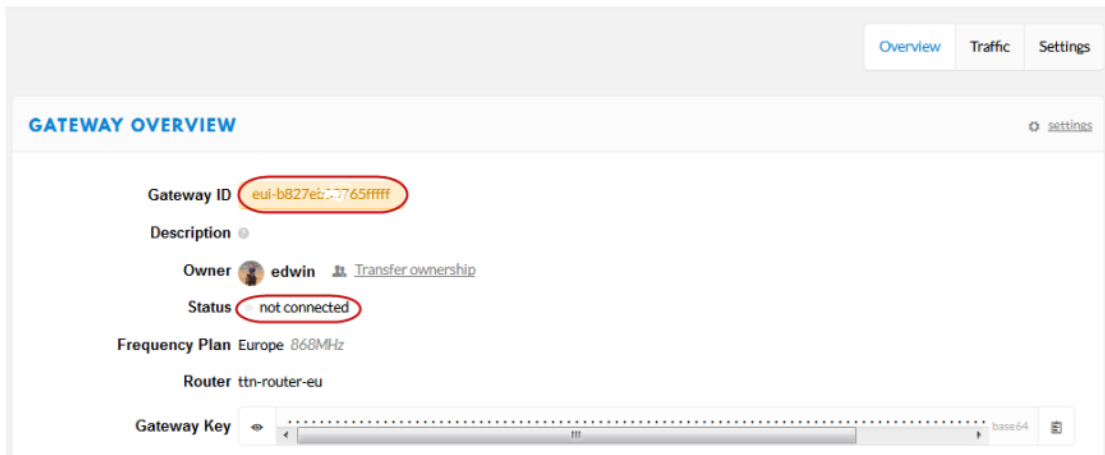 Overview Traffic Settings
GATEWAY OVERVIEW
settings
Gateway ID
Description
Owner edwin Transfer ownership
Status not connected
Frequency Plan Europe 868MHz
Router ttn-router-eu
Gateway Key base64